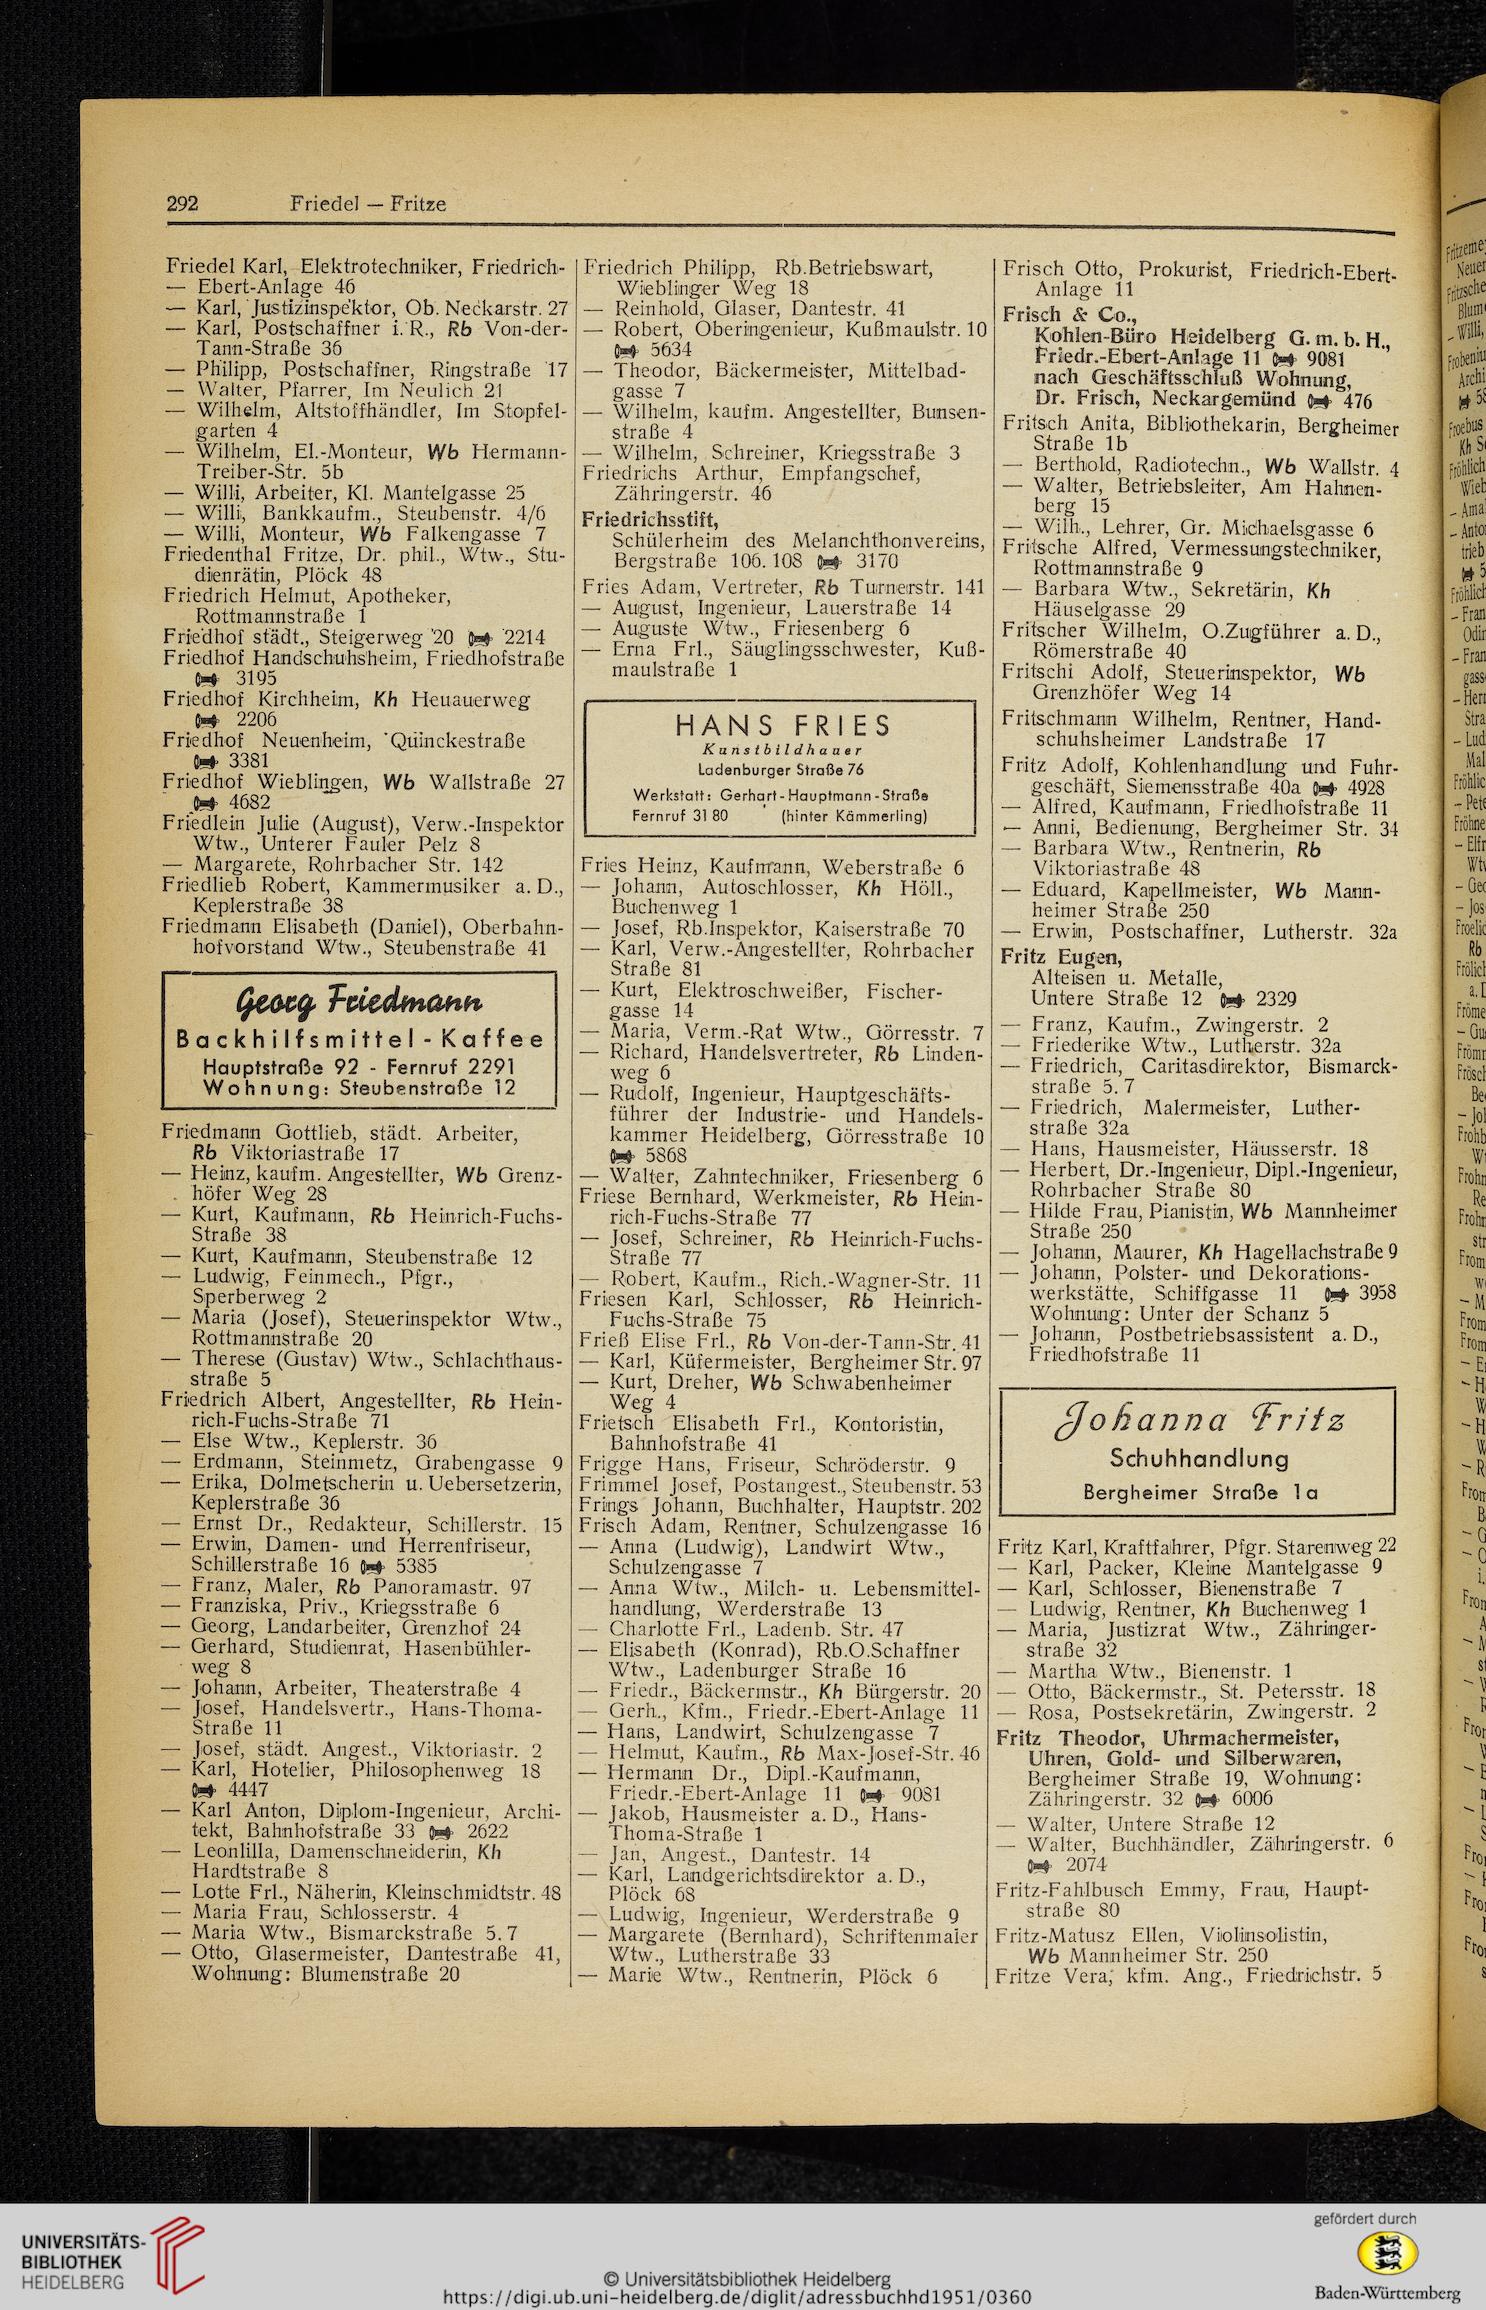 292 Friedel — Fritze
Friedel Karl, Elektrotechniker, Friedrich-
— Ebert-Anlage 46
— Karl, Justizinspektor, Ob. Neckarstr. 27
— Karl, Postschaffner i. R., Rb Von-der-
Tann-Straße 36
— Philipp, Postschaffner, Ringstraße 17
— Walter, Pfarrer, Im Neulich 21
— Wilhelm, Altstoffhändler, Im Stopfel-
garten 4
— Wilhelm, El.-Monteur, Wb Hermann-
Treiber-Str. 5b
— Willi, Arbeiter, Kl. Mantelgasse 25
— Willi, Bankkaufm., Steubenstr. 4/6
— Willi, Monteur, Wb Falkengasse 7
Friedenthal Fritze, Dr. phil., Wtw., Stu-
dienrätin, Plöck 48
Friedrich Helmut, Apotheker,
Rottmannstraße 1
Friedhof städt., Steigerweg 20 2214
Friedhof Handschuhsheim, Friedhofstraße
3195
Friedhof Kirchheim, Kh Heuauerweg
2206
Friedhof Neuenheim, Quinckestraße
3381
Friedhof Wieblingen, Wb Wallstraße 27
4682
Friedlein Julie (August), Verw.-Inspektor
Wtw., Unterer Fauler Pelz 8
— Margarete, Rohrbacher Str. 142
Friedlieb Robert, Kammermusiker a. D.,
Keplerstraße 38
Friedmann Elisabeth (Daniel), Oberbahn-
hofvorstand Wtw., Steubenstraße 41
Georg Friedmann
Backhilfsmittel - Kaffee
Hauptstraße 92 - Fernruf 2291
Wohnung: Steubenstraße 12
Friedmann Gottlieb, städt. Arbeiter,
Rb Viktoriastraße 17
— Heinz, kaufm. Angestellter, Wb Grenz-
höfer Weg 28
— Kurt, Kaufmann, Rb Heinrich-Fuchs-
Straße 38
— Kurt, Kaufmann, Steubenstraße 12
— Ludwig, Feinmech., Pfgr.,
Sperberweg 2
— Maria (Josef), Steuerinspektor Wtw.,
Rottmannstraße 20
— Therese (Gustav) Wtw., Schlachthaus-
straße 5
Friedrich Albert, Angestellter, Rb Hein-
rich-Fuchs-Straße 71
— Else Wtw., Keplerstr. 36
— Erdmann, Steinmetz, Grabengasse 9
— Erika, Dolmetscherin u. Uebersetzerin,
Keplerstraße 36
— Ernst Dr., Redakteur, Schillerstr. 15
— Erwin, Damen- und Herrenfriseur,
Schillerstraße 16 5385
— Franz, Maler, Rb Panoramastr. 97
— Franziska, Priv., Kriegsstraße 6
— Georg, Landarbeiter, Grenzhof 24
— Gerhard, Studienrat, Hasenbühler-
weg 8
— Johann, Arbeiter, Theaterstraße 4
— Josef, Handelsvertr., Hans-Thoma-
Straße 11
— Josef, städt. Angest., Viktoriastr. 2
— Karl, Hotelier, Philosophenweg 18
4447
— Karl Anton, Diplom-Ingenieur, Archi-
tekt, Bahnhofstraße 33 2622
— Leonlilla, Damenschneiderin, Kh
Hardtstraße 8
— Lotte Frl., Näherin, Kleinschmidtstr. 48
— Maria Frau, Schlosserstr. 4
— Maria Wtw., Bismarckstraße 5. 7
— Otto, Glasermeister, Dantestraße 41,
Wohnung: Blumenstraße 20
Friedrich Philipp, Rb.Betriebswart,
Wieblinger Weg 18
— Reinhold, Glaser, Dantestr. 41
— Robert, Oberingenieur, Kußmaulstr. 10
5634
— Theodor, Bäckermeister, Mittelbad-
gasse 7
— Wilhelm, kaufm. Angestellter, Bunsen-
straße 4
— Wilhelm, Schreiner, Kriegsstraße 3
Friedrichs Arthur, Empfangschef,
Zähringerstr. 46
Friedrichsstift,
Schülerheim des Melanchthonvereins,
Bergstraße 106. 108 3170
Fries Adam, Vertreter, Rb Turnerstr. 141
— August, Ingenieur, Lauerstraße 14
— Auguste Wtw., Friesenberg 6
— Erna Frl., Säuglingsschwester, Kuß-
maulstraße 1
HANS FRIES
Kunstbildhauer
Ladenburger Straße 76
Werkstatt: Gerhart-Hauptmann-Straße
Fernruf 31 80 (hinter Kämmerling)
Fries Heinz, Kaufmann, Weberstraße 6
— Johann, Autoschlosser, Kh Höll.,
Buchenweg 1
— Josef, Rb.Inspektor, Kaiserstraße 70
— Karl, Verw.-Angestellter, Rohrbacher
Straße 81
— Kurt, Elektroschweißer, Fischer-
gasse 14
— Maria, Verm.-Rat Wtw., Görresstr. 7
— Richard, Handelsvertreter, Rb Linden-
weg 6
— Rudolf, Ingenieur, Hauptgeschäfts-
führer der Industrie- und Handels-
kammer Heidelberg, Görresstraße 10
5868
— Walter, Zahntechniker, Friesenberg 6
Friese Bernhard, Werkmeister, Rb Hein-
rich-Fuchs-Straße 77
— Josef, Schreiner, Rb Heinrich-Fuchs-
Straße 77
— Robert, Kaufm., Rich.-Wagner-Str. 11
Friesen Karl, Schlosser, Rb Heinrich-
Fuchs-Straße 75
Frieß Elise Frl., Rb Von-der-Tann-Str. 41
— Karl, Küfermeister, Bergheimer Str. 97
— Kurt, Dreher, Wb Schwabenheimer
Weg 4
Frietsch Elisabeth Frl., Kontoristin,
Bahnhofstraße 41
Frigge Hans, Friseur, Schröderstr. 9
Frimmel Josef, Postangest., Steubenstr. 53
Frings Johann, Buchhalter, Hauptstr. 202
Frisch Adam, Rentner, Schulzengasse 16
— Anna (Ludwig), Landwirt Wtw.,
Schulzengasse 7
— Anna Wtw., Milch- u. Lebensmittel-
handlung, Werderstraße 13
— Charlotte Frl., Ladenb. Str. 47
— Elisabeth (Konrad), Rb.O.Schaffner
Wtw., Ladenburger Straße 16
— Friedr., Bäckermstr., Kh Bürgerstr. 20
— Gerh., Kfm., Friedr.-Ebert-Anlage 11
— Hans, Landwirt, Schulzengasse 7
— Helmut, Kaufm., Rb Max-Josef-Str. 46
— Hermann Dr., Dipl.-Kaufmann,
Friedr.-Ebert-Anlage 11 9081
— Jakob, Hausmeister a. D., Hans-
Thoma-Straße 1
— Jan, Angest., Dantestr. 14
— Karl, Landgerichtsdirektor a. D.,
Plöck 68
— Ludwig, Ingenieur, Werderstraße 9
— Margarete (Bernhard), Schriftenmaler
Wtw., Lutherstraße 33
— Marie Wtw., Rentnerin, Plöck 6
Frisch Otto, Prokurist, Friedrich-Ebert-
Anlage 11
Frisch & Co.,
Kohlen-Büro Heidelberg G. m. b. H.,
Friedr.-Ebert-Anlage 11 9081
nach Geschäftsschluß Wohnung,
Dr. Frisch, Neckargemünd 476
Fritsch Anita, Bibliothekarin, Bergheimer
Straße 1b
— Berthold, Radiotechn., Wb Wallstr. 4
— Walter, Betriebsleiter, Am Hahnen-
berg 15
— Wilh., Lehrer, Gr. Michaelsgasse 6
Fritsche Alfred, Vermessungstechniker,
Rottmannstraße 9
— Barbara Wtw., Sekretärin, Kh
Häuselgasse 29
Fritscher Wilhelm, O.Zugführer a. D.,
Römerstraße 40
Fritschi Adolf, Steuerinspektor, Wb
Grenzhöfer Weg 14
Fritschmann Wilhelm, Rentner, Hand-
schuhsheimer Landstraße 17
Fritz Adolf, Kohlenhandlung und Fuhr-
geschäft, Siemensstraße 40a 4928
— Alfred, Kaufmann, Friedhofstraße 11
— Anni, Bedienung, Bergheimer Str. 34
— Barbara Wtw., Rentnerin, Rb
Viktoriastraße 48
— Eduard, Kapellmeister, Wb Mann-
heimer Straße 250
— Erwin, Postschaffner, Lutherstr. 32a
Fritz Eugen,
Alteisen u. Metalle,
Untere Straße 12 2329
— Franz, Kaufm., Zwingerstr. 2
— Friederike Wtw., Lutherstr. 32a
— Friedrich, Caritasdirektor, Bismarck-
straße 5. 7
— Friedrich, Malermeister, Luther-
straße 32a
— Hans, Hausmeister, Häusserstr. 18
— Herbert, Dr.-Ingenieur, Dipl.-Ingenieur,
Rohrbacher Straße 80
— Hilde Frau, Pianistin, Wb Mannheimer
Straße 250
— Johann, Maurer, Kh Hagellachstraße 9
— Johann, Polster- und Dekorations-
werkstätte, Schiffgasse 11 3958
Wohnung: Unter der Schanz 5
— Johann, Postbetriebsassistent a. D.,
Friedhofstraße 11
Johanna Fritz
Schuhhandlung
Bergheimer Straße 1a
Fritz Karl, Kraftfahrer, Pfgr. Starenweg 22
— Karl, Packer, Kleine Mantelgasse 9
— Karl, Schlosser, Bienenstraße 7
— Ludwig, Rentner, Kh Buchenweg 1
— Maria, Justizrat Wtw., Zähringer-
straße 32
— Martha Wtw., Bienenstr. 1
— Otto, Bäckermstr., St. Petersstr. 18
— Rosa, Postsekretärin, Zwingerstr. 2
Fritz Theodor, Uhrmachermeister,
Uhren, Gold- und Silberwaren,
Bergheimer Straße 19, Wohnung:
Zähringerstr. 32 6006
— Walter, Untere Straße 12
— Walter, Buchhändler, Zähringerstr. 6
2074
Fritz-Fahlbusch Emmy, Frau, Haupt-
straße 80
Fritz-Matusz Ellen, Violinsolistin,
Wb Mannheimer Str. 250
Fritze Vera, kfm. Ang., Friedrichstr. 5
UNIVERSITÄTS-
BIBLIOTHEK
HEIDELBERG
© Universitätsbibliothek Heidelberg
https://digi.ub.uni-heidelberg.de/diglit/adressbuchhd1951/0360
gefördert durch
Baden-Württemberg